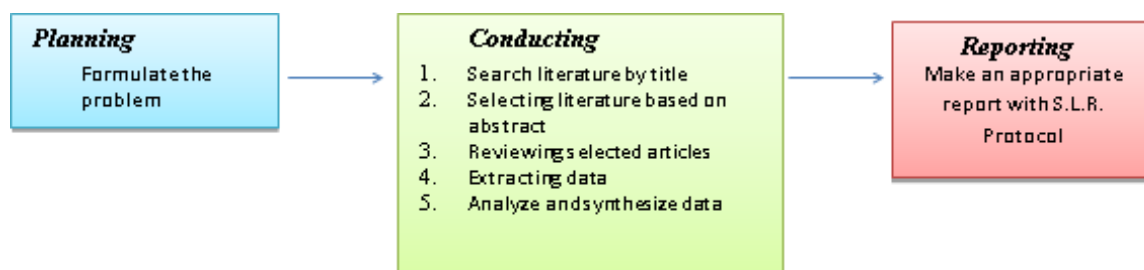 Planning
Formulate the
problem
Conducting
1. Search literature by title
2. Selecting literature based on
abstract
3. Reviewing selected articles
4. Extracting data
5. Analyze and synthesize data
Reporting
Make an appropriate
report with S.L.R.
Protocol